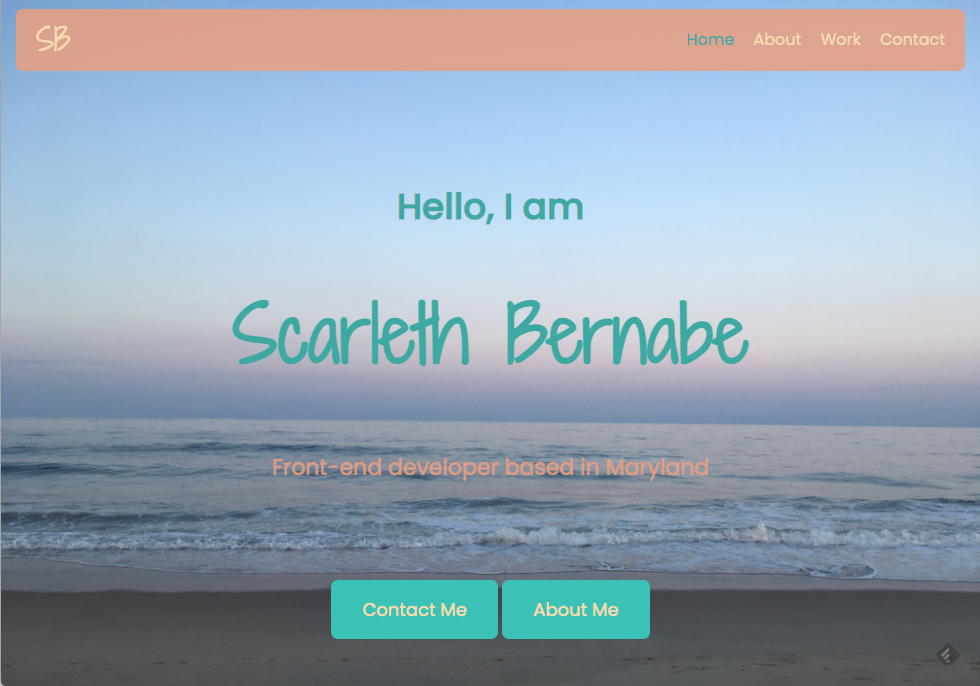 SB
Home About Work Contact
Hello, I am
Scarleth Bernabe
Front-end developer based in Maryland
Contact Me About Me